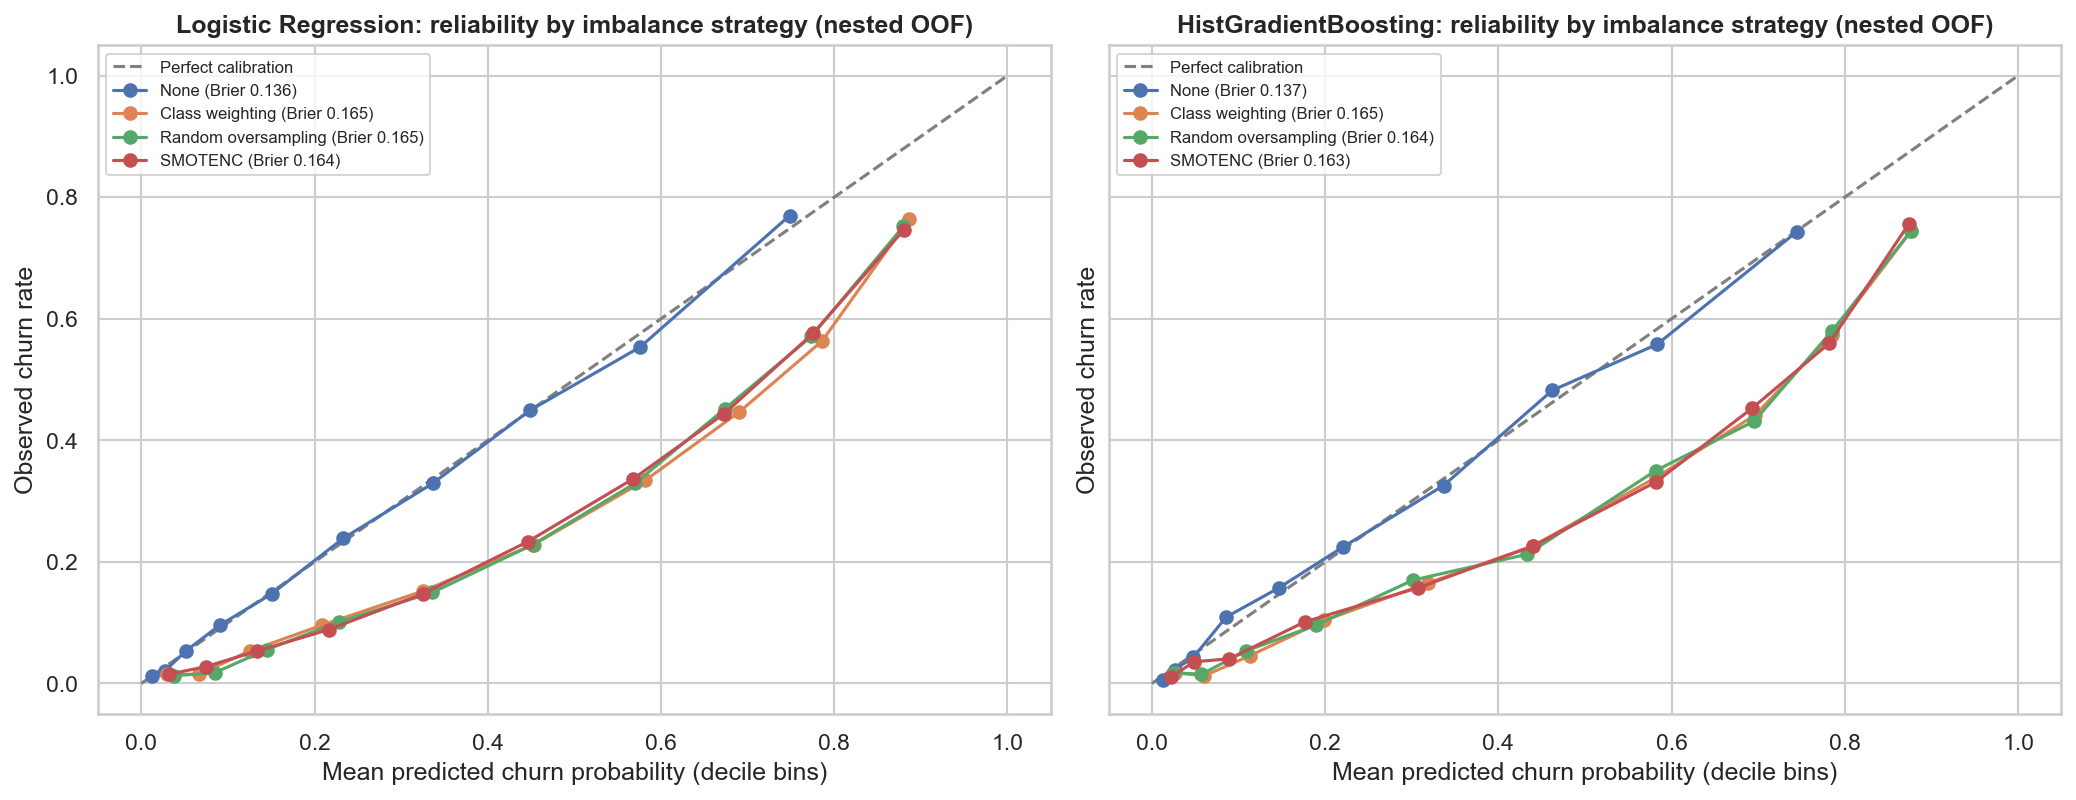 Logistic Regression: reliability by imbalance strategy (nested OOF)
Perfect calibration
None (Brier 0.136)
Class weighting (Brier 0.165)
Random oversampling (Brier 0.165)
SMOTENC (Brier 0.164)
Observed churn rate
1.0
0.8
0.6
0.4
0.2
0.0
0.0 0.2 0.4 0.6 0.8 1.0
Mean predicted churn probability (decile bins)
HistGradientBoosting: reliability by imbalance strategy (nested OOF)
Perfect calibration
None (Brier 0.137)
Class weighting (Brier 0.165)
Random oversampling (Brier 0.164)
SMOTENC (Brier 0.163)
Observed churn rate
0.0 0.2 0.4 0.6 0.8 1.0
Mean predicted churn probability (decile bins)